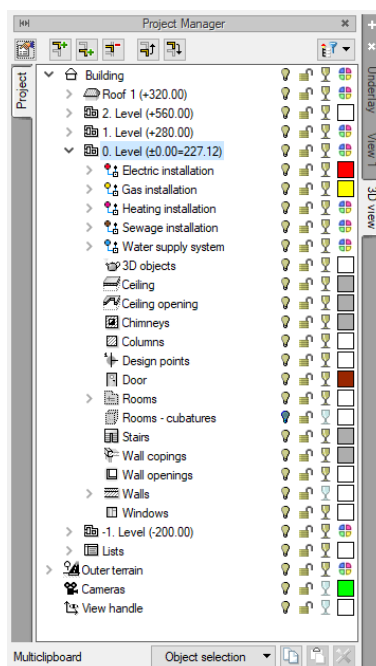 Project Manager
Project
Building
Roof 1 (+320.00)
2. Level (+560.00)
1. Level (+280.00)
0. Level (±0.00=227.12)
Electric installation
Gas installation
Heating installation
Sewage installation
Water supply system
3D objects
Ceiling
Ceiling opening
Chimneys
Columns
Design points
Door
Rooms
Rooms - cubatures
Stairs
Wall copings
Wall openings
Walls
Windows
-1. Level (-200.00)
Lists
Outer terrain
Cameras
View handle
Underlay
View 1
3D view
Multiclipboard
Object selection